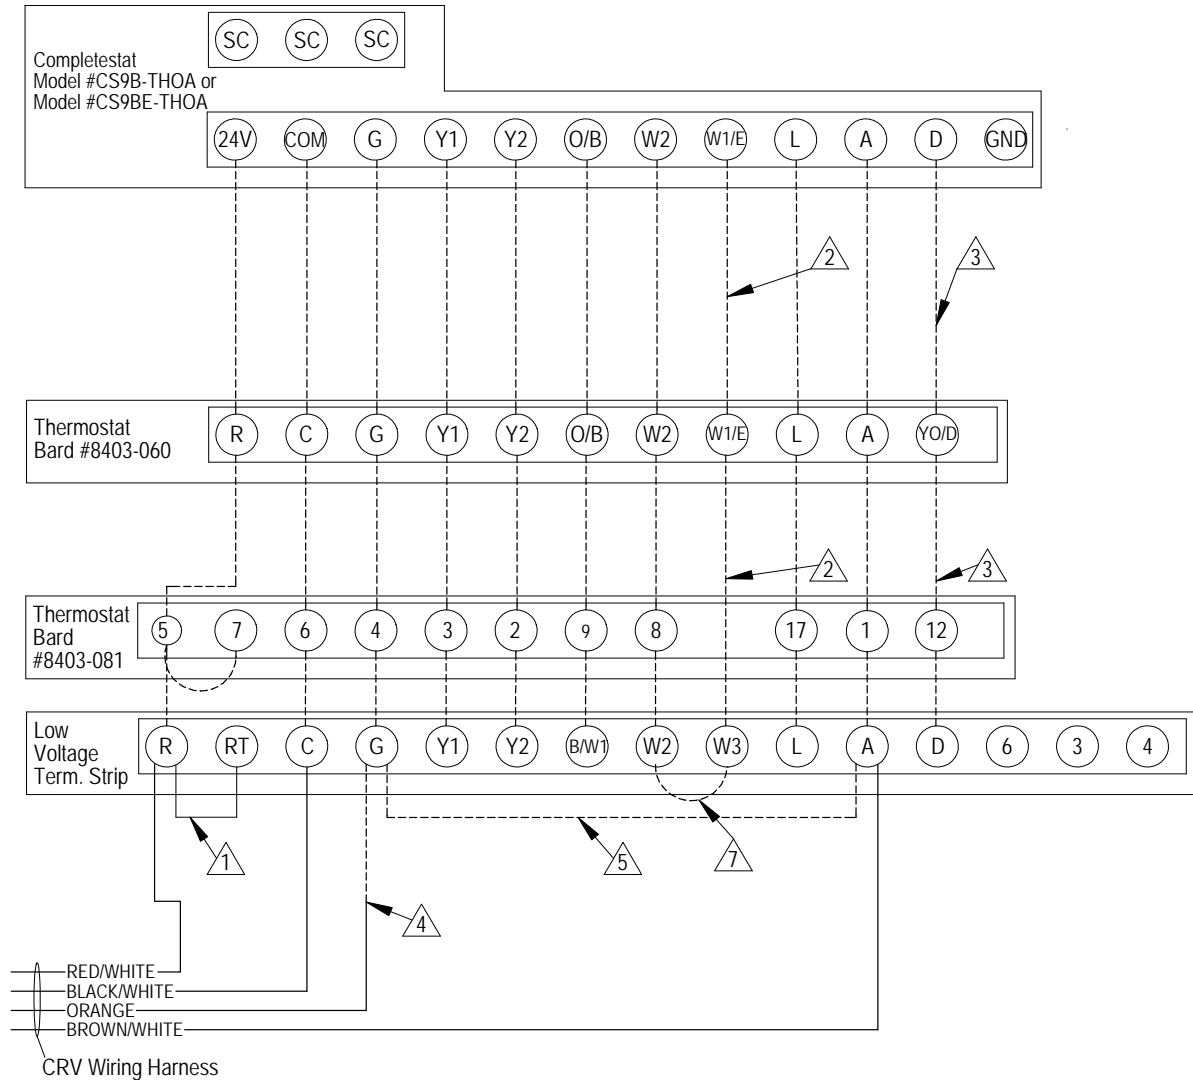 SC SC SC
Completestat
Model #CS9B-THOA or
Model #CS9BE-THOA
24V COM G Y1 Y2 O/B W2 W1/E L A D GND
2 3
Thermostat
Bard #8403-060
R C G Y1 Y2 O/B W2 W1/E L A YO/D
2 3
Thermostat
Bard
#8403-081
5 7 6 4 3 2 9 8 17 1 12
Low
Voltage
Term. Strip
R RT C G Y1 Y2 B/W1 W2 W3 L A D 6 3 4
1 5 7
4
RED/WHITE
BLACK/WHITE
ORANGE
BROWN/WHITE
CRV Wiring Harness